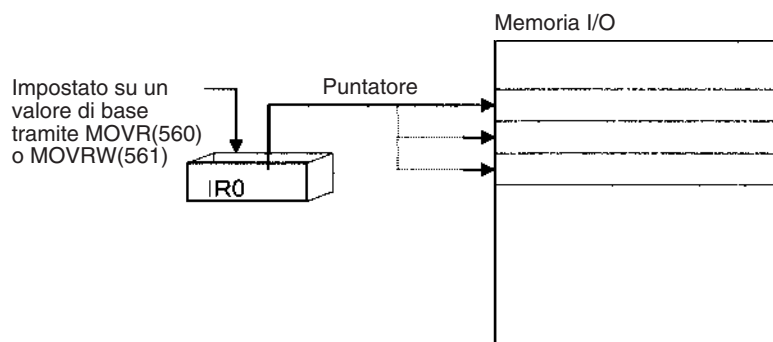 Memoria I/O
Impostato su un
valore di base
tramite MOVR(560)
o MOVRW(561)
Puntatore
IR0